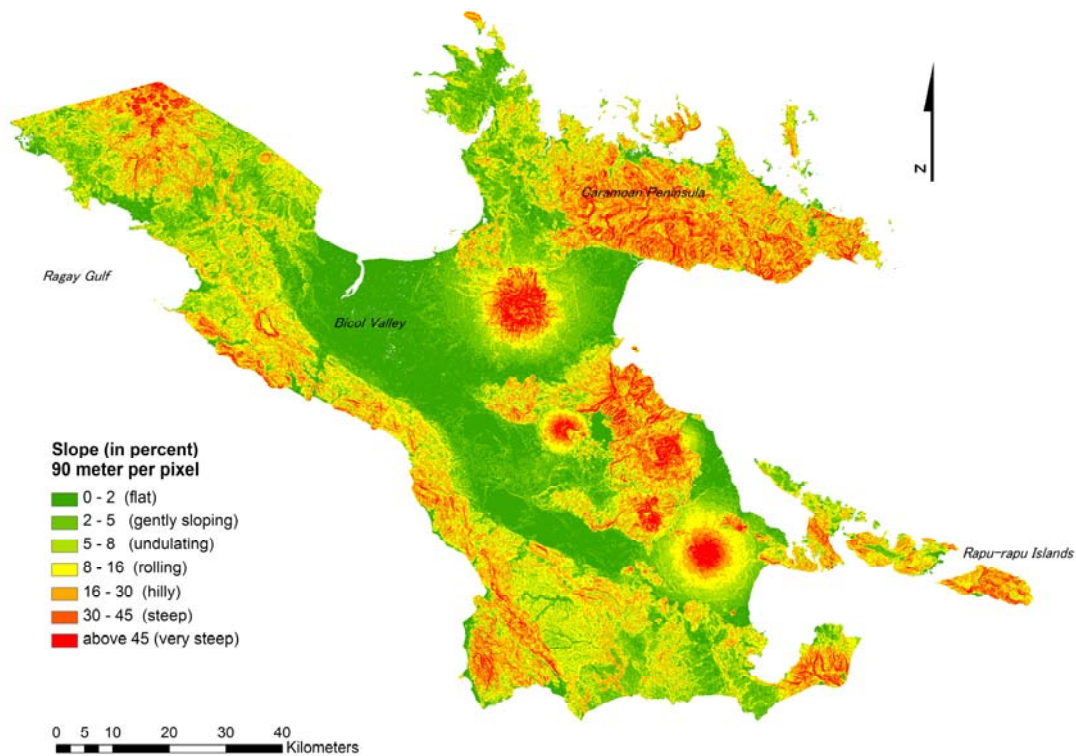 Caramoan Peninsula
N
Ragay Gulf
Bicol Valley
Slope (in percent)
90 meter per pixel
0 - 2 (flat)
2 - 5 (gently sloping)
5 - 8 (undulating)
8 - 16 (rolling)
16 - 30 (hilly)
30 - 45 (steep)
above 45 (very steep)
Rapu-rapu Islands
0 5 10 20 30 40
Kilometers